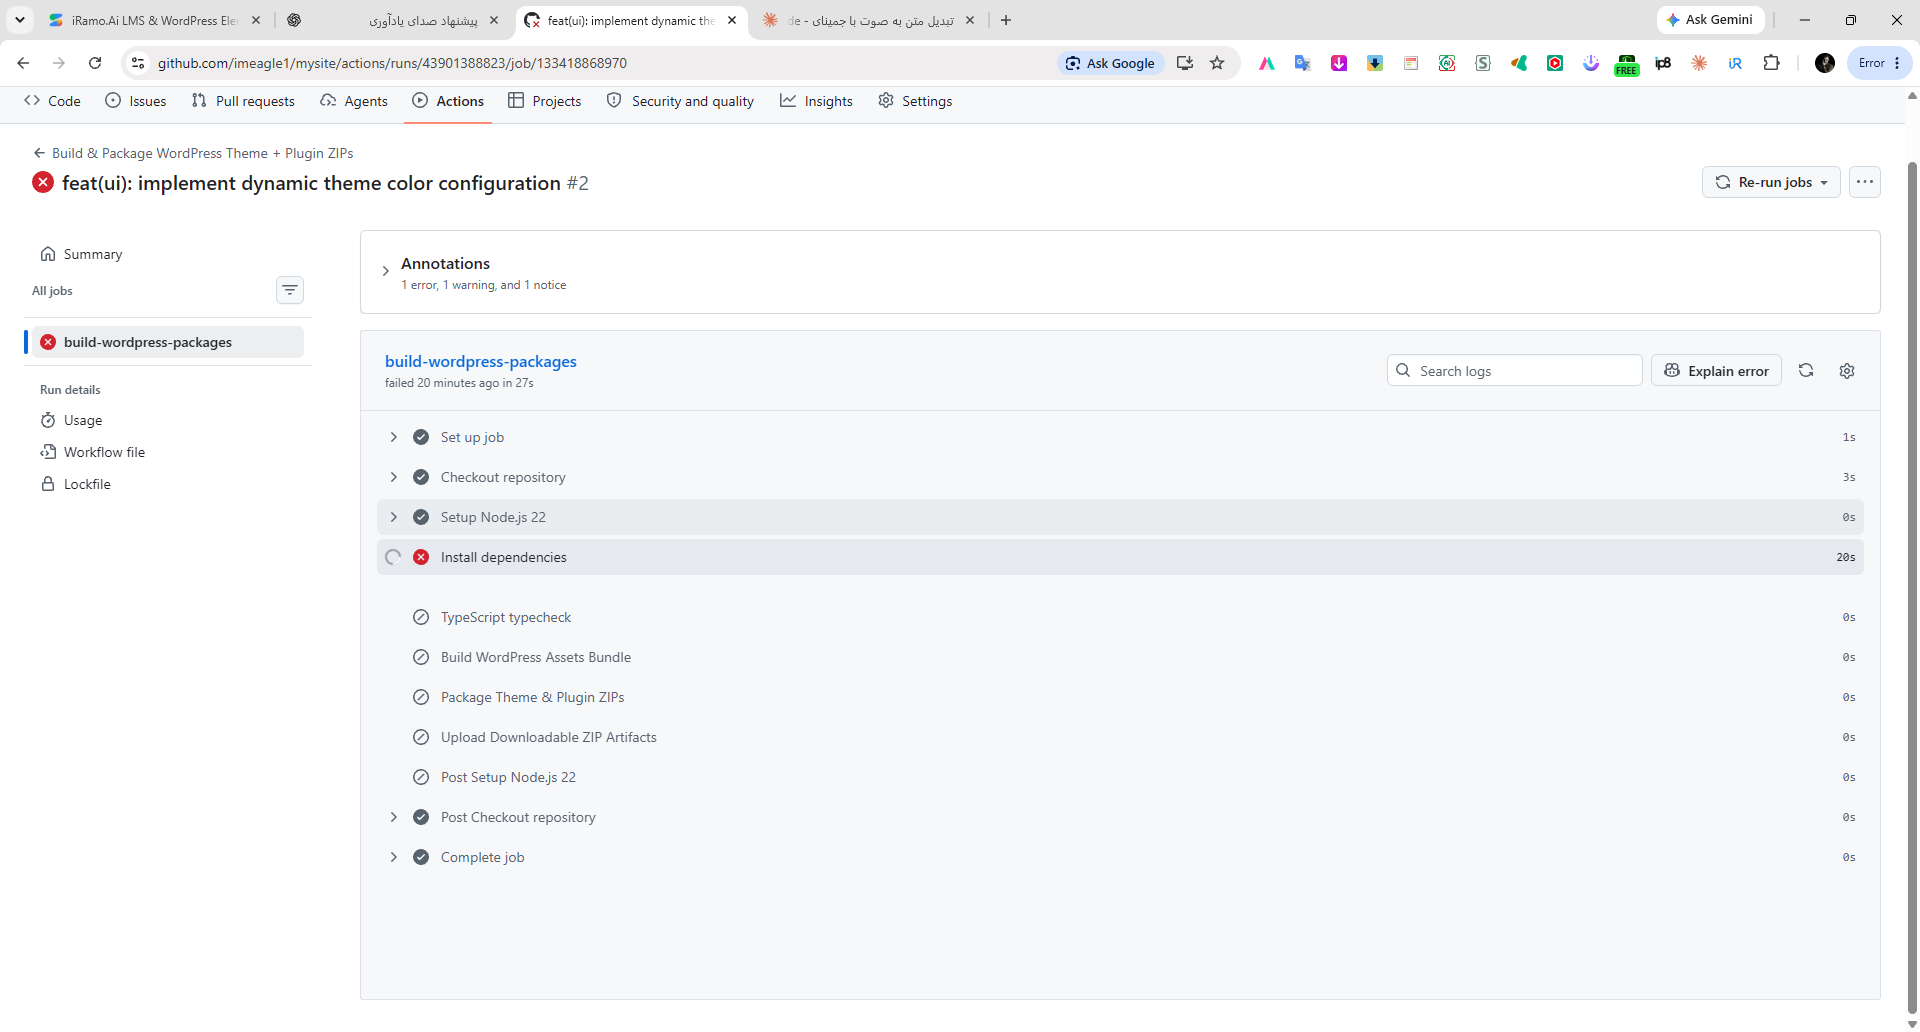 iRamo.Ai LMS & WordPress Ele
پیشنهاد صدای یادآوری
feat(ui): implement dynamic the
تبدیل متن به صوت با جمینای - de
Ask Gemini
github.com/imeagle1/mysite/actions/runs/43901388823/job/133418868970
Ask Google
FREE
ip8
iR
Error
Code
Issues
Pull requests
Agents
Actions
Projects
Security and quality
Insights
Settings
Build & Package WordPress Theme + Plugin ZIPs
feat(ui): implement dynamic theme color configuration #2
Re-run jobs
Summary
All jobs
build-wordpress-packages
Run details
Usage
Workflow file
Lockfile
Annotations
1 error, 1 warning, and 1 notice
build-wordpress-packages
failed 20 minutes ago in 27s
Search logs
Explain error
Set up job 1s
Checkout repository 3s
Setup Node.js 22 0s
Install dependencies 20s
TypeScript typecheck 0s
Build WordPress Assets Bundle 0s
Package Theme & Plugin ZIPs 0s
Upload Downloadable ZIP Artifacts 0s
Post Setup Node.js 22 0s
Post Checkout repository 0s
Complete job 0s